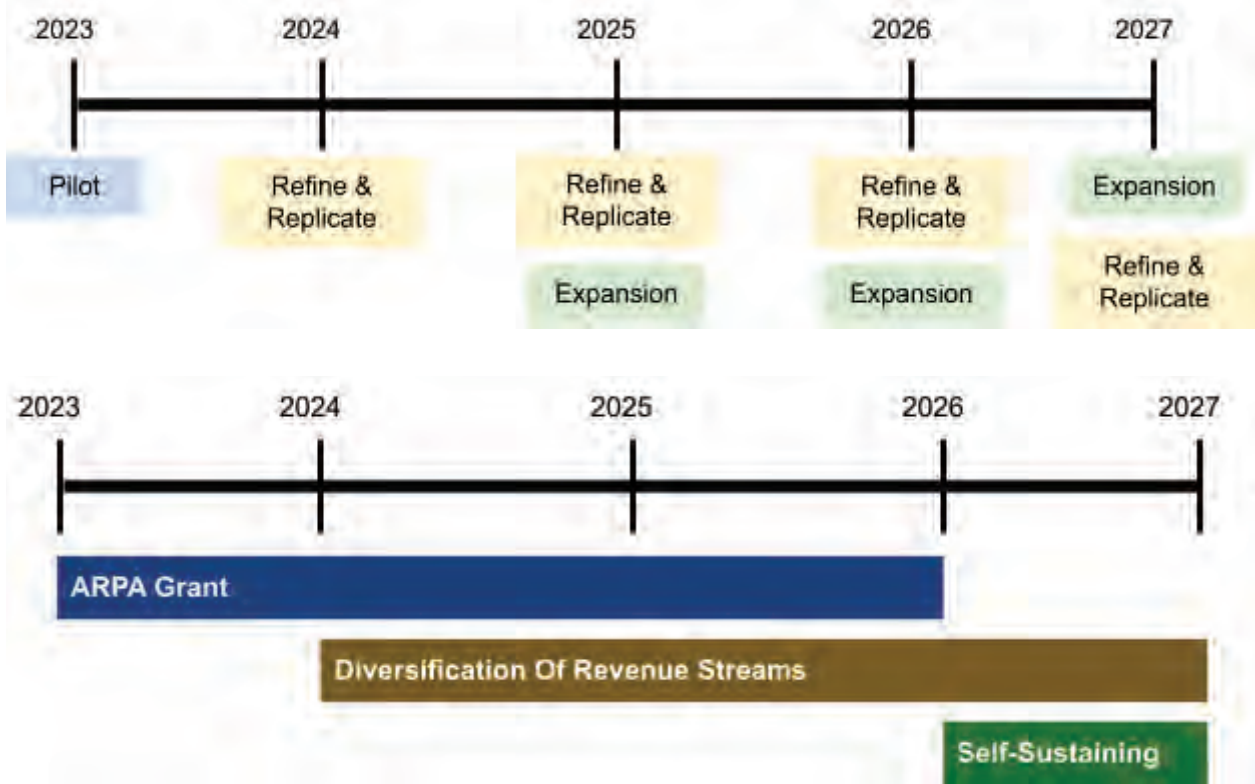 2023 2024 2025 2026 2027
Pilot
Refine &
Replicate
Refine &
Replicate
Expansion
Refine &
Replicate
Expansion
Expansion
Refine &
Replicate
2023 2024 2025 2026 2027
ARPA Grant
Diversification Of Revenue Streams
Self-Sustaining